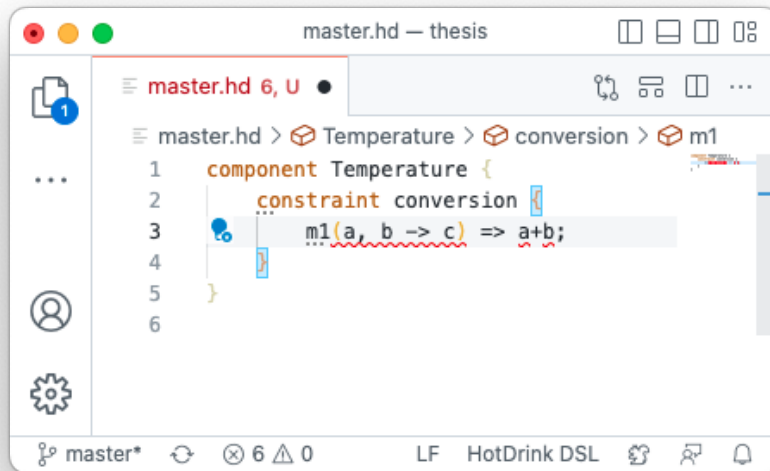 master.hd — thesis
master.hd 6, U
1
master.hd > Temperature > conversion > m1
1 component Temperature {
2 constraint conversion {
3 m1(a, b -> c) => a+b;
4 }
5 }
6
master* 6 0 LF HotDrink DSL